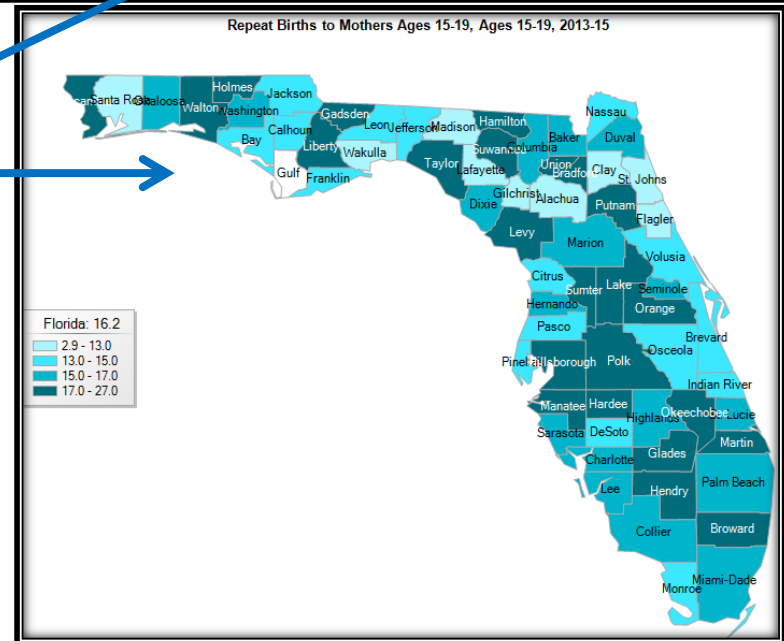 Repeat Births to Mothers Ages 15-19, Ages 15-19, 2013-15
Holmes
Jackson
Santa Rosa
Okaloosa
Walton
Washington
Gadsden
Nassau
Leon
Jefferson
Madison
Hamilton
Bay
Calhoun
Liberty
Wakulla
Taylor
Suwannee
Columbia
Baker
Duval
Gulf
Franklin
Lafayette
Union
Bradford
Clay
St. Johns
Dixie
Gilchrist
Alachua
Putnam
Flagler
Levy
Marion
Volusia
Citrus
Sumter
Lake
Seminole
Hernando
Orange
Florida: 16.2
2.9 - 13.0
13.0 - 15.0
15.0 - 17.0
17.0 - 27.0
Pasco
Brevard
Osceola
Polk
Indian River
Manatee
Hardee
Highlands
Okeechobee
Sarasota
DeSoto
Martin
Charlotte
Glades
Lee
Hendry
Palm Beach
Collier
Broward
Monroe
Miami-Dade